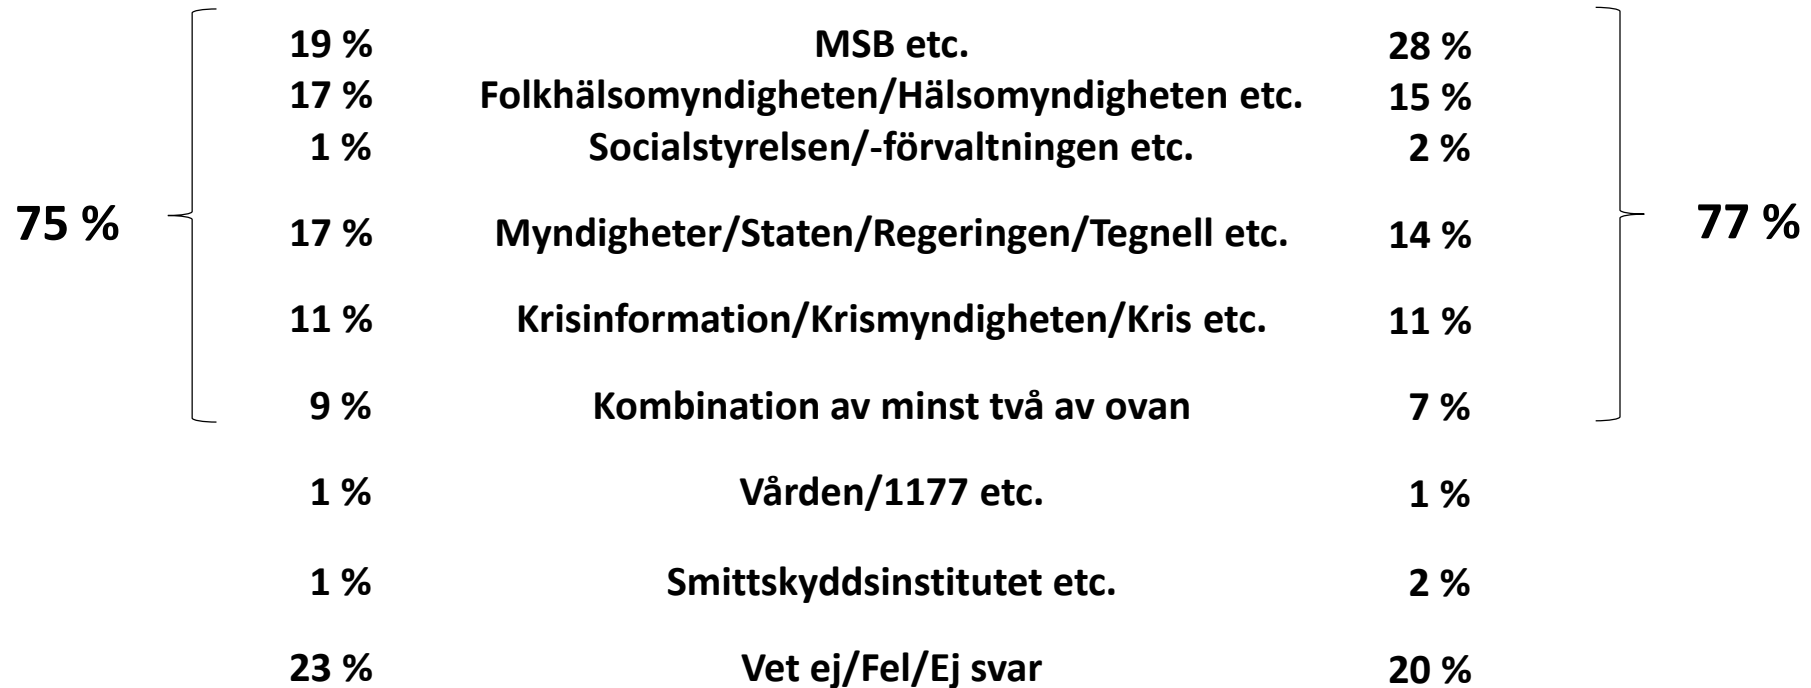 19 % MSB etc. 28 %
17 % Folkhälsomyndigheten/Hälsomyndigheten etc. 15 %
1 % Socialstyrelsen/-förvaltningen etc. 2 %
75 % 17 % Myndigheter/Staten/Regeringen/Tegnell etc. 14 % 77 %
11 % Krisinformation/Krismyndigheten/Kris etc. 11 %
9 % Kombination av minst två av ovan 7 %
1 % Vården/1177 etc. 1 %
1 % Smittskyddsinstitutet etc. 2 %
23 % Vet ej/Fel/Ej svar 20 %